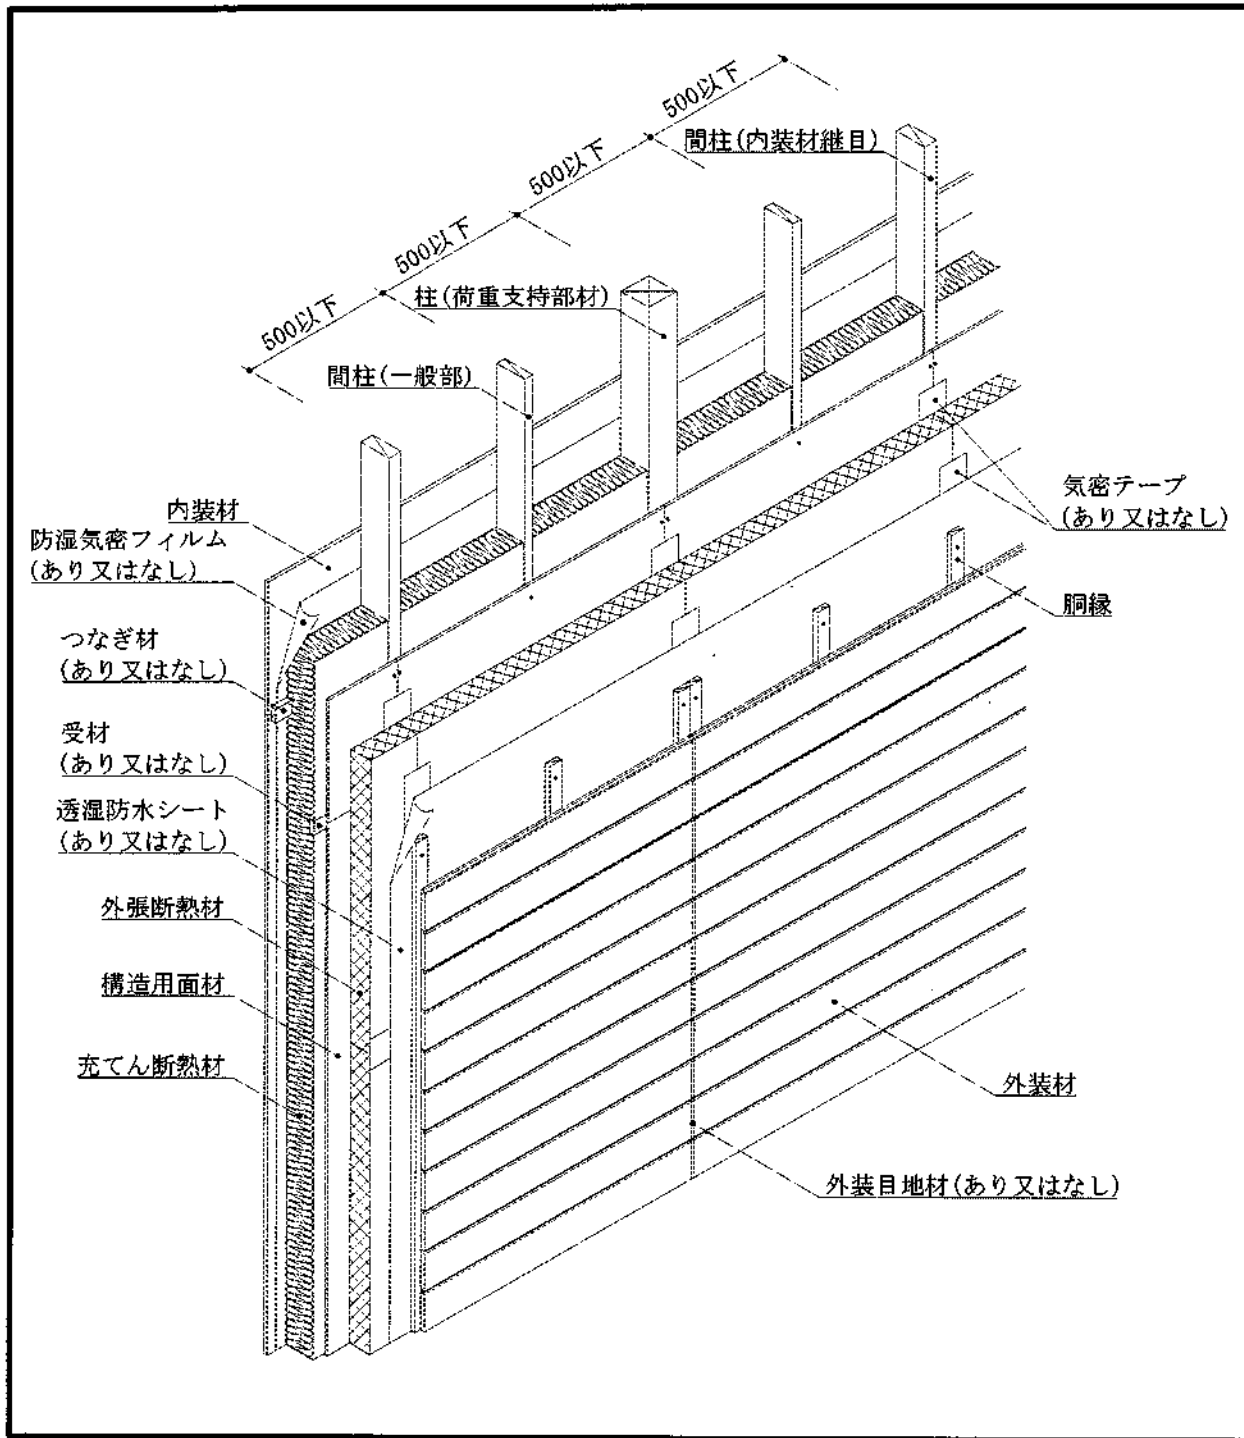 500以下
間柱(内装材継目)
500以下
500以下
柱(荷重支持部材)
500以下
間柱(一般部)
内装材
防湿気密フィルム
(あり又はなし)
気密テープ
(あり又はなし)
つなぎ材
(あり又はなし)
胴縁
受材
(あり又はなし)
透湿防水シート
(あり又はなし)
外張断熱材
構造用面材
充てん断熱材
外装材
外装目地材(あり又はなし)